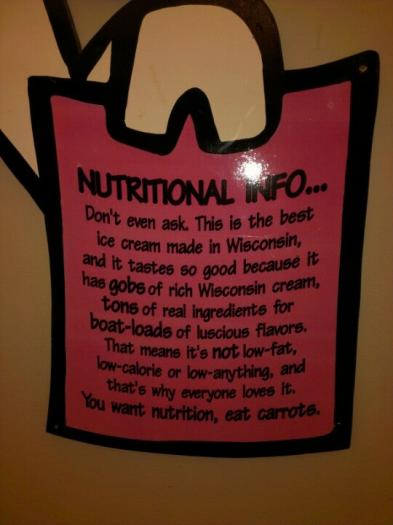 NUTRITIONAL INFO...
Don't even ask. This is the best
ice cream made in Wisconsin,
and it tastes so good because it
has gobs of rich Wisconsin cream,
tons of real ingredients for
boat-loads of luscious flavors.
That means it's not low-fat,
low-calorie or low-anything, and
that's why everyone loves it.
You want nutrition, eat carrots.